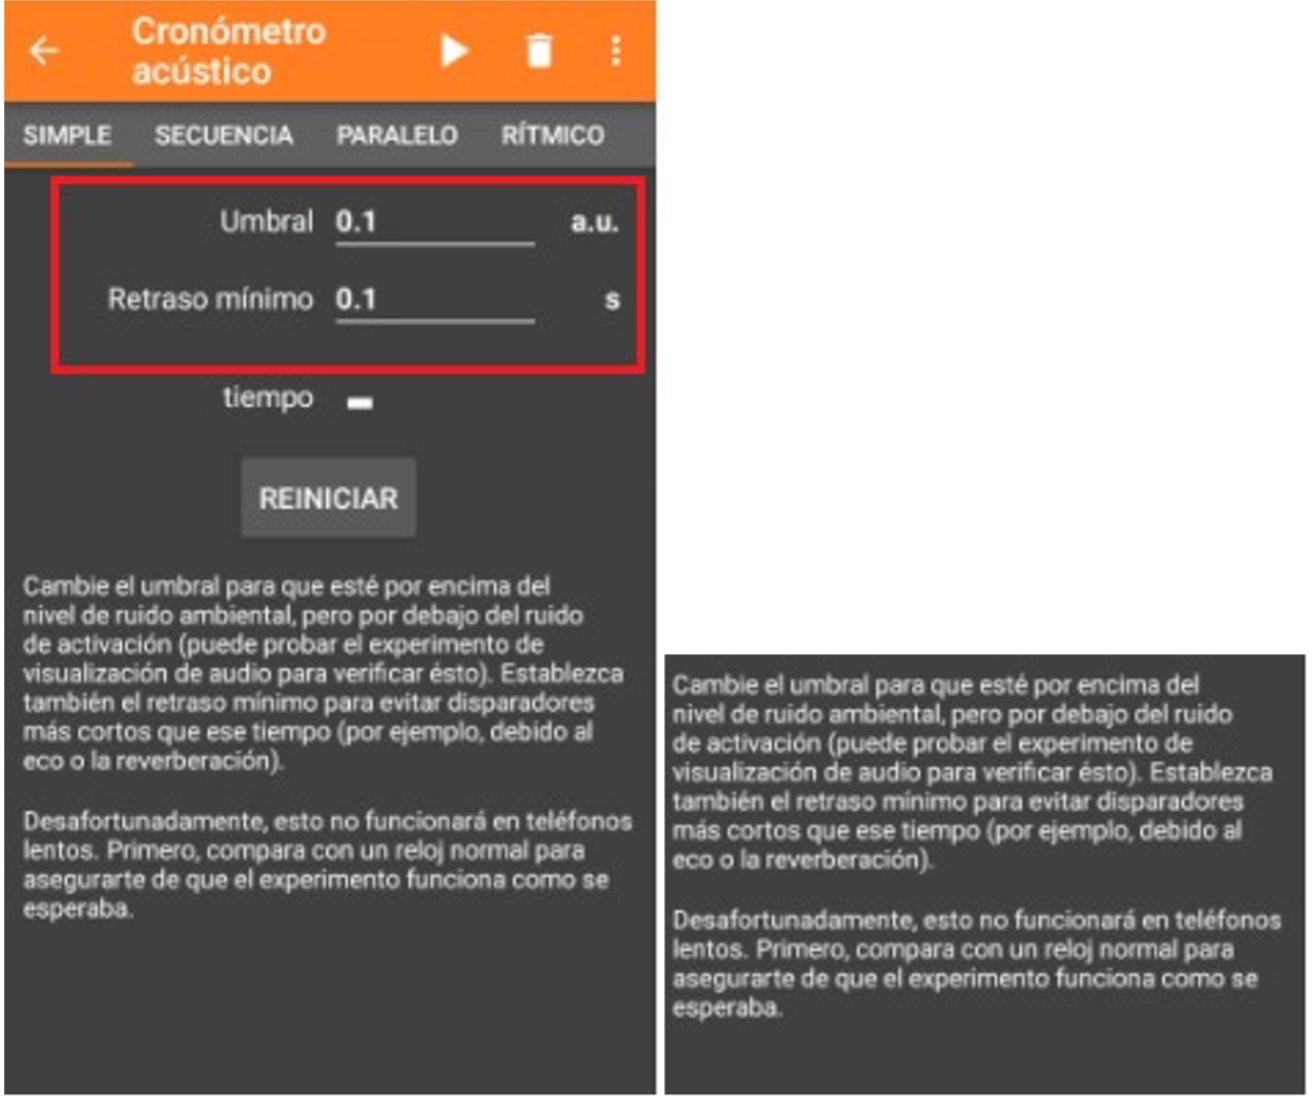 Cronómetro
acústico
SIMPLE SECUENCIA PARALELO RÍTMICO
Umbral 0.1 a.u.
Retraso mínimo 0.1 s
tiempo -
REINICIAR
Cambie el umbral para que esté por encima del
nivel de ruido ambiental, pero por debajo del ruido
de activación (puede probar el experimento de
visualización de audio para verificar ésto). Establezca
también el retraso mínimo para evitar disparadores
más cortos que ese tiempo (por ejemplo, debido al
eco o la reverberación).
Desafortunadamente, esto no funcionará en teléfonos
lentos. Primero, compara con un reloj normal para
asegurarte de que el experimento funciona como se
esperaba.
Cambie el umbral para que esté por encima del
nivel de ruido ambiental, pero por debajo del ruido
de activación (puede probar el experimento de
visualización de audio para verificar ésto). Establezca
también el retraso mínimo para evitar disparadores
más cortos que ese tiempo (por ejemplo, debido al
eco o la reverberación).
Desafortunadamente, esto no funcionará en teléfonos
lentos. Primero, compara con un reloj normal para
asegurarte de que el experimento funciona como se
esperaba.